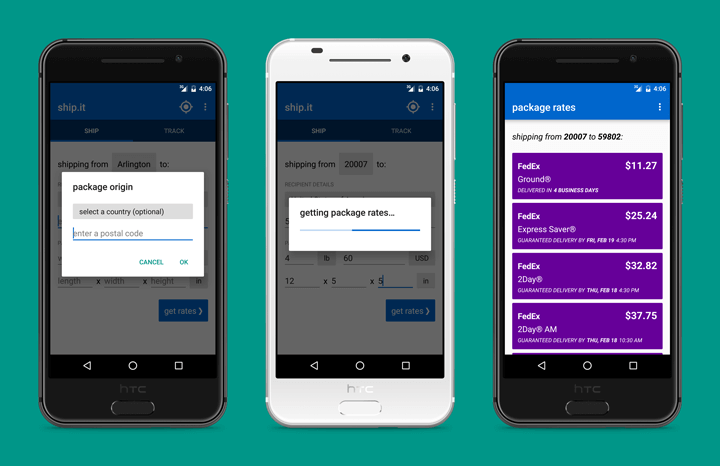 4:06
ship.it
SHIP TRACK
shipping from Arlington to:
package origin
select a country (optional)
enter a postal code
CANCEL OK
length x width x height in
get rates ❯
hTC
4:06
ship.it
SHIP TRACK
shipping from 20007 to:
RECIPIENT DETAILS
getting package rates...
4 lb 60 USD
12 x 5 x 5 in
get rates ❯
hTC
4:06
package rates
shipping from 20007 to 59802:
FedEx $11.27
Ground®
DELIVERED IN 4 BUSINESS DAYS
FedEx $25.24
Express Saver®
GUARANTEED DELIVERY BY FRI, FEB 19 4:30 PM
FedEx $32.82
2Day®
GUARANTEED DELIVERY BY THU, FEB 18 4:30 PM
FedEx $37.75
2Day® AM
GUARANTEED DELIVERY BY THU, FEB 18 10:30 AM
hTC